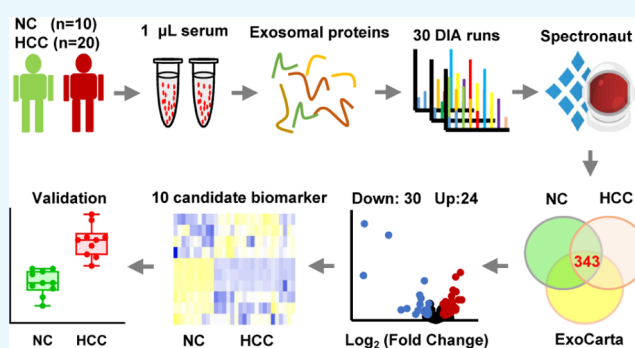 NC (n=10)
HCC (n=20)
1 μL serum
Exosomal proteins
30 DIA runs
Spectronaut
Validation
10 candidate biomarker
Down: 30 Up:24
NC HCC
343
NC HCC
NC HCC
Log₂ (Fold Change)
ExoCarta